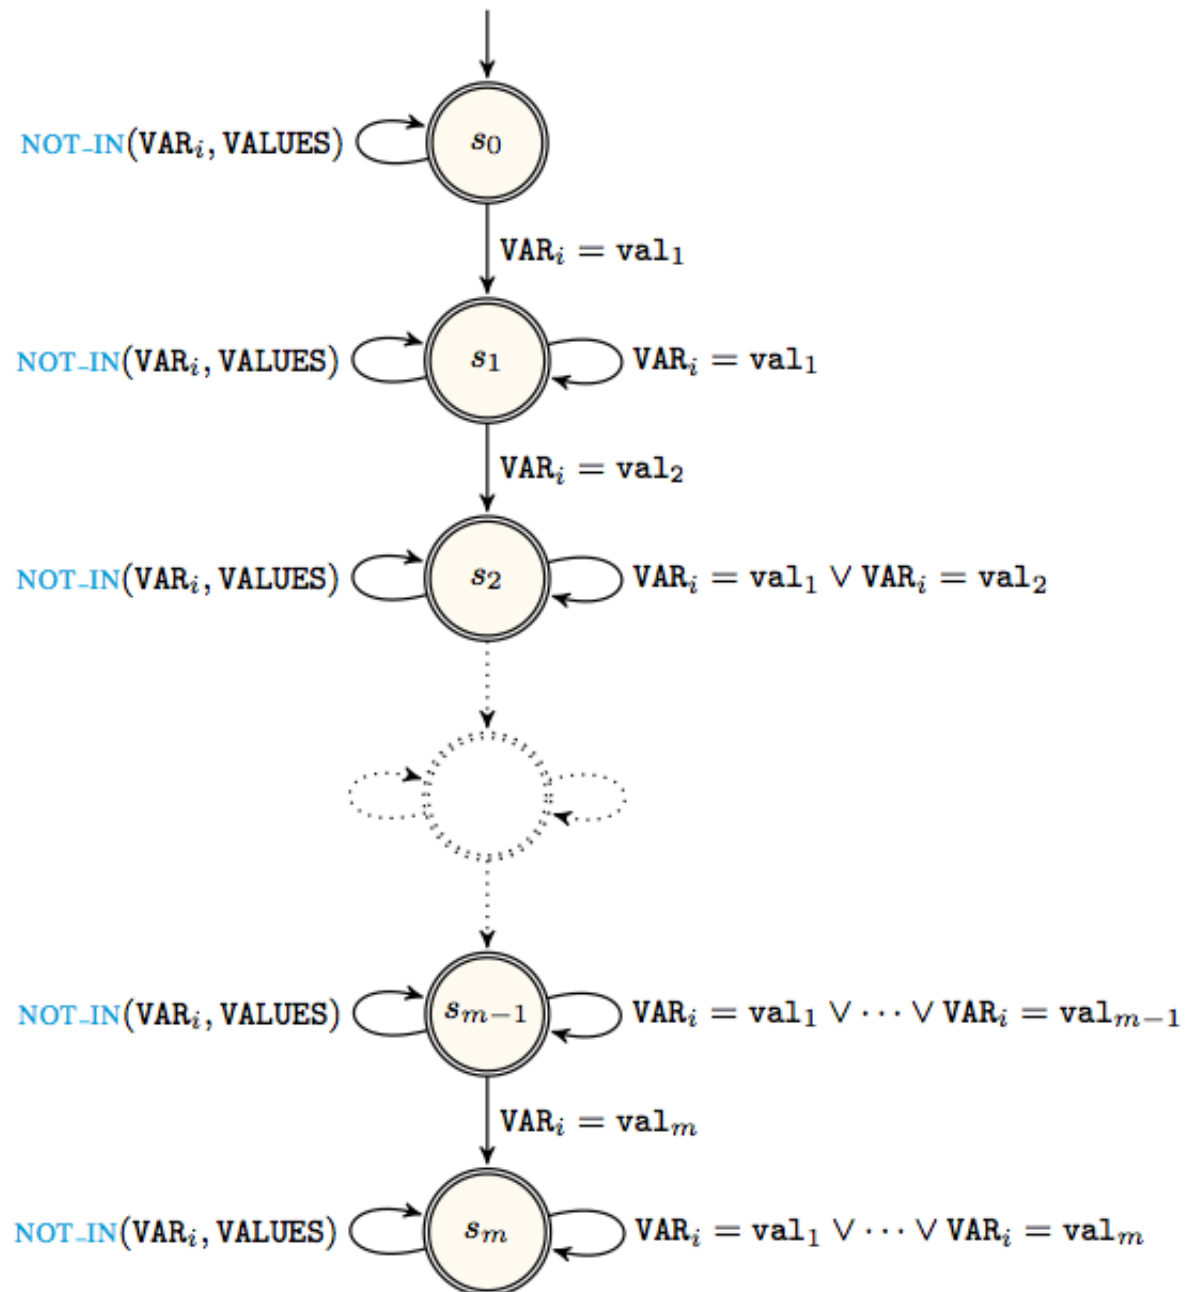 NOT_IN(VARᵢ, VALUES) s₀
VARᵢ = val₁
NOT_IN(VARᵢ, VALUES) s₁ VARᵢ = val₁
VARᵢ = val₂
NOT_IN(VARᵢ, VALUES) s₂ VARᵢ = val₁ ∨ VARᵢ = val₂
NOT_IN(VARᵢ, VALUES) sₘ₋₁ VARᵢ = val₁ ∨ ⋯ ∨ VARᵢ = valₘ₋₁
VARᵢ = valₘ
NOT_IN(VARᵢ, VALUES) sₘ VARᵢ = val₁ ∨ ⋯ ∨ VARᵢ = valₘ